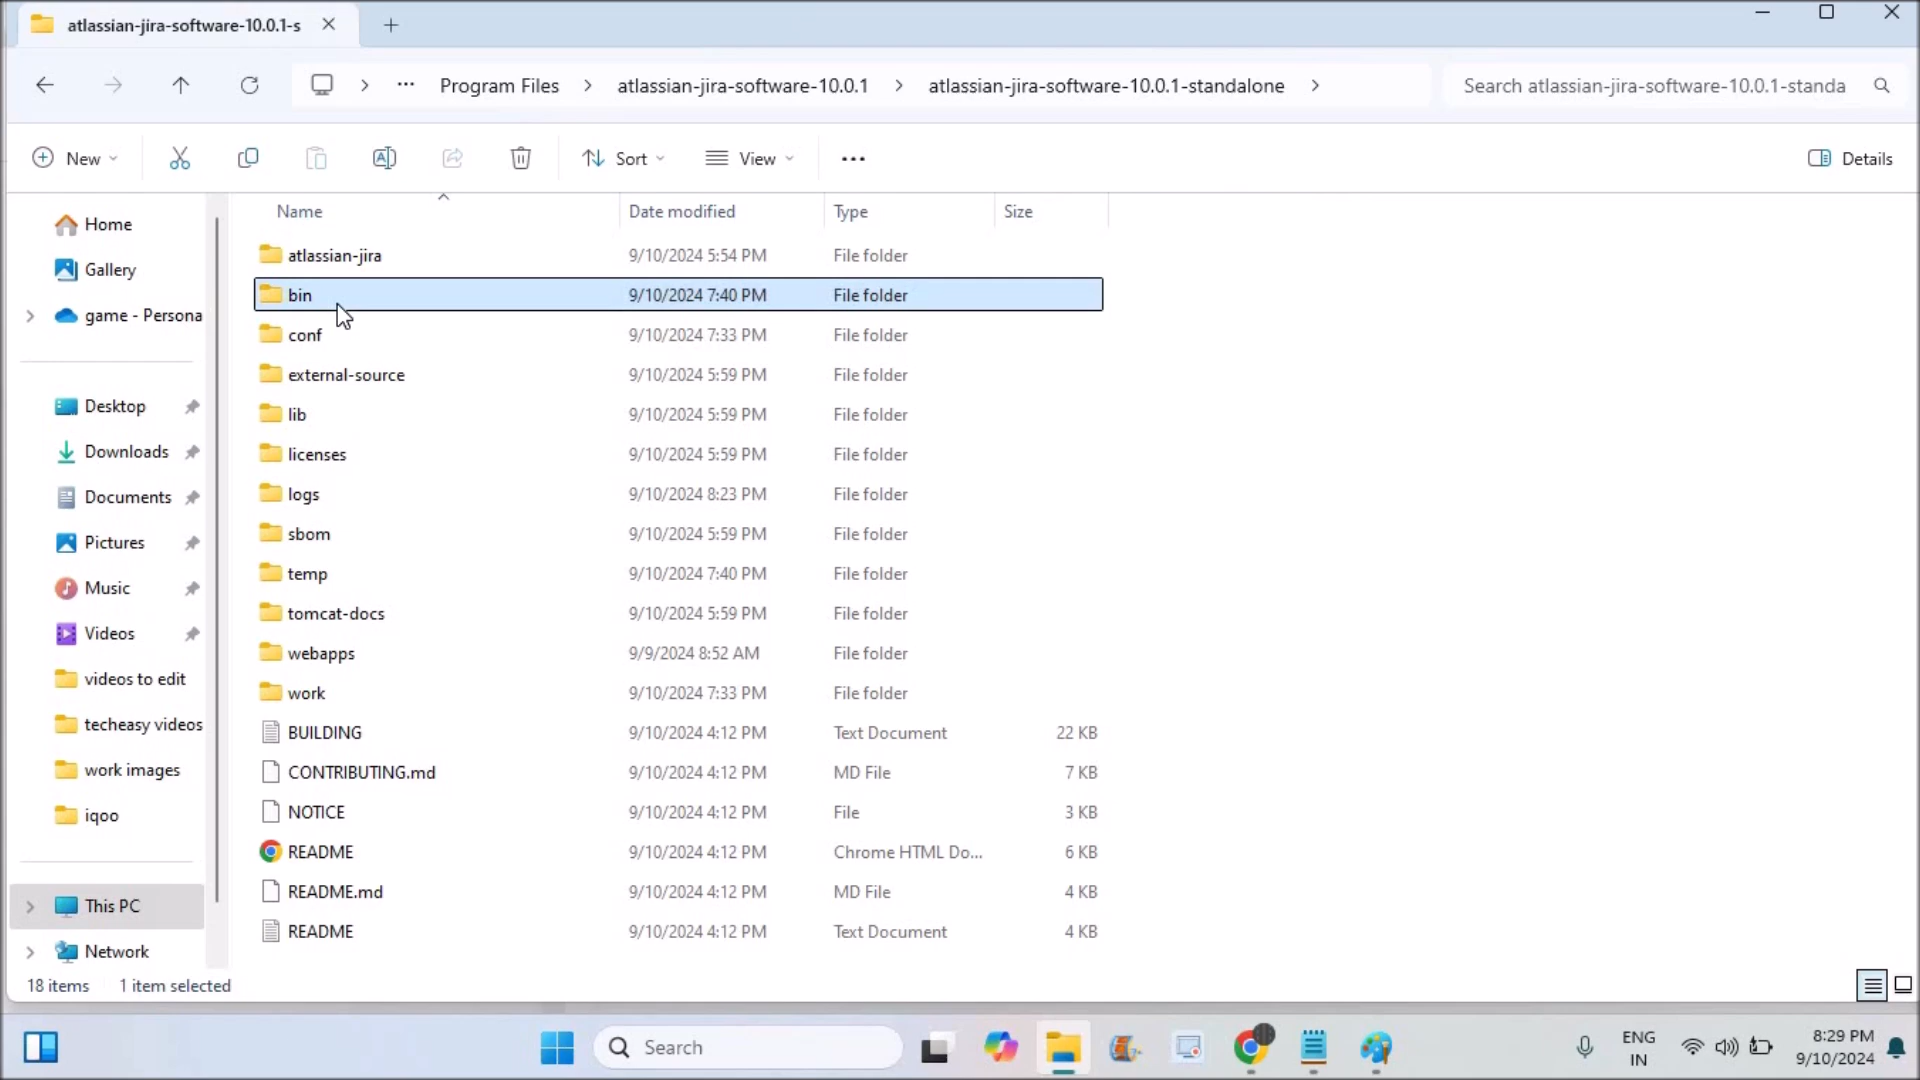 atlassian-jira-software-10.0.1-s
Program Files
atlassian-jira-software-10.0.1
atlassian-jira-software-10.0.1-standalone
Search atlassian-jira-software-10.0.1-standa
New
Sort
View
Details
Home
Gallery
game - Persona
Desktop
Downloads
Documents
Pictures
Music
Videos
videos to edit
techeasy videos
work images
iqoo
This PC
Network
Name Date modified Type Size
atlassian-jira 9/10/2024 5:54 PM File folder
bin 9/10/2024 7:40 PM File folder
conf 9/10/2024 7:33 PM File folder
external-source 9/10/2024 5:59 PM File folder
lib 9/10/2024 5:59 PM File folder
licenses 9/10/2024 5:59 PM File folder
logs 9/10/2024 8:23 PM File folder
sbom 9/10/2024 5:59 PM File folder
temp 9/10/2024 7:40 PM File folder
tomcat-docs 9/10/2024 5:59 PM File folder
webapps 9/9/2024 8:52 AM File folder
work 9/10/2024 7:33 PM File folder
BUILDING 9/10/2024 4:12 PM Text Document 22 KB
CONTRIBUTING.md 9/10/2024 4:12 PM MD File 7 KB
NOTICE 9/10/2024 4:12 PM File 3 KB
README 9/10/2024 4:12 PM Chrome HTML Do... 6 KB
README.md 9/10/2024 4:12 PM MD File 4 KB
README 9/10/2024 4:12 PM Text Document 4 KB
18 items 1 item selected
Search
ENG
IN
8:29 PM
9/10/2024